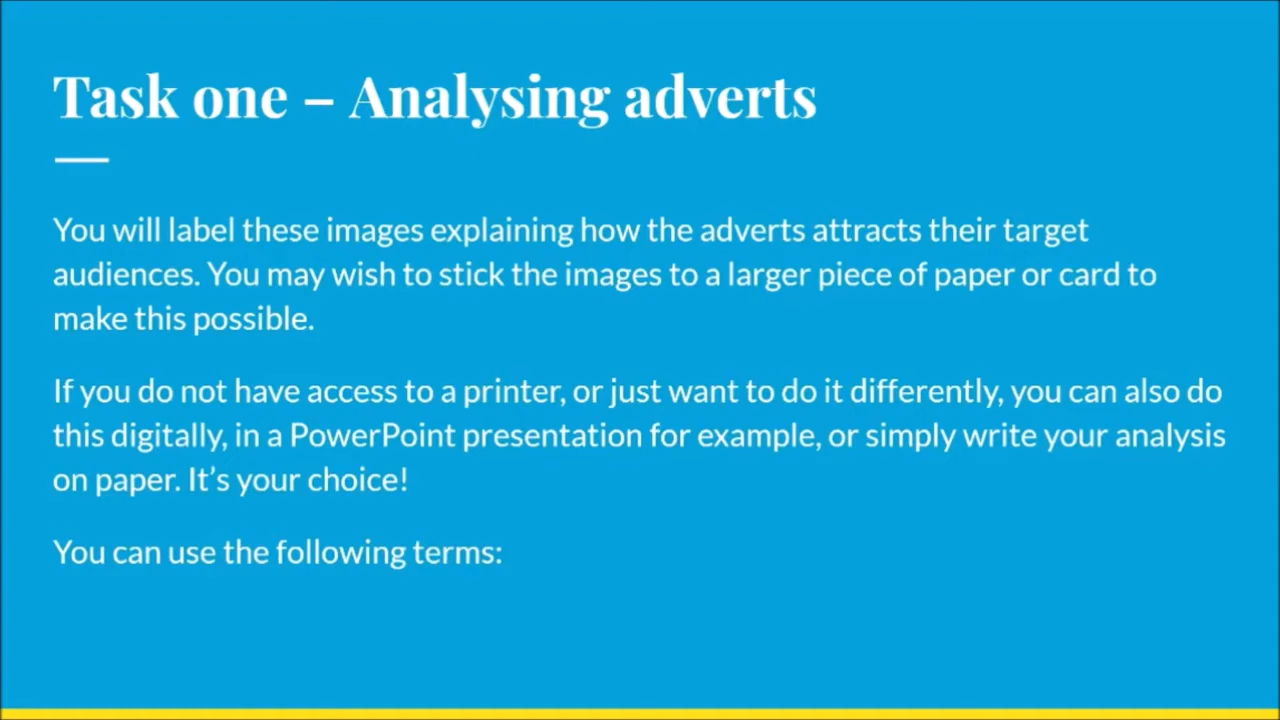 Task one – Analysing adverts
You will label these images explaining how the adverts attracts their target
audiences. You may wish to stick the images to a larger piece of paper or card to
make this possible.
If you do not have access to a printer, or just want to do it differently, you can also do
this digitally, in a PowerPoint presentation for example, or simply write your analysis
on paper. It’s your choice!
You can use the following terms: